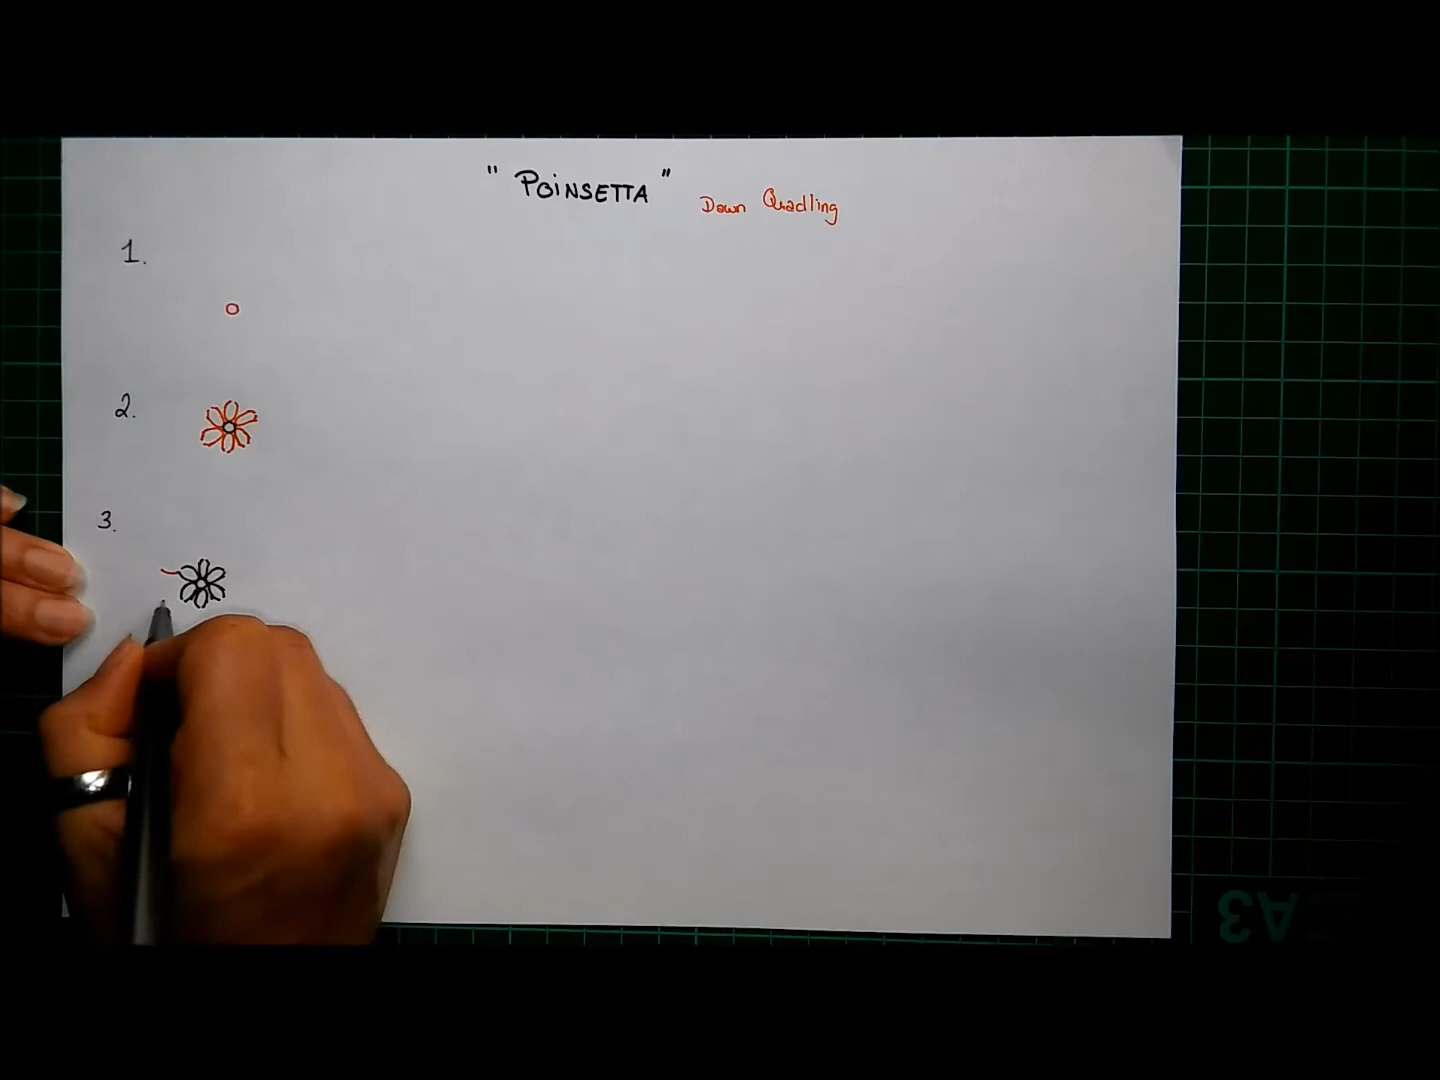 " POiNSETTA " Dawn Quadling
1.
2.
3.
A3